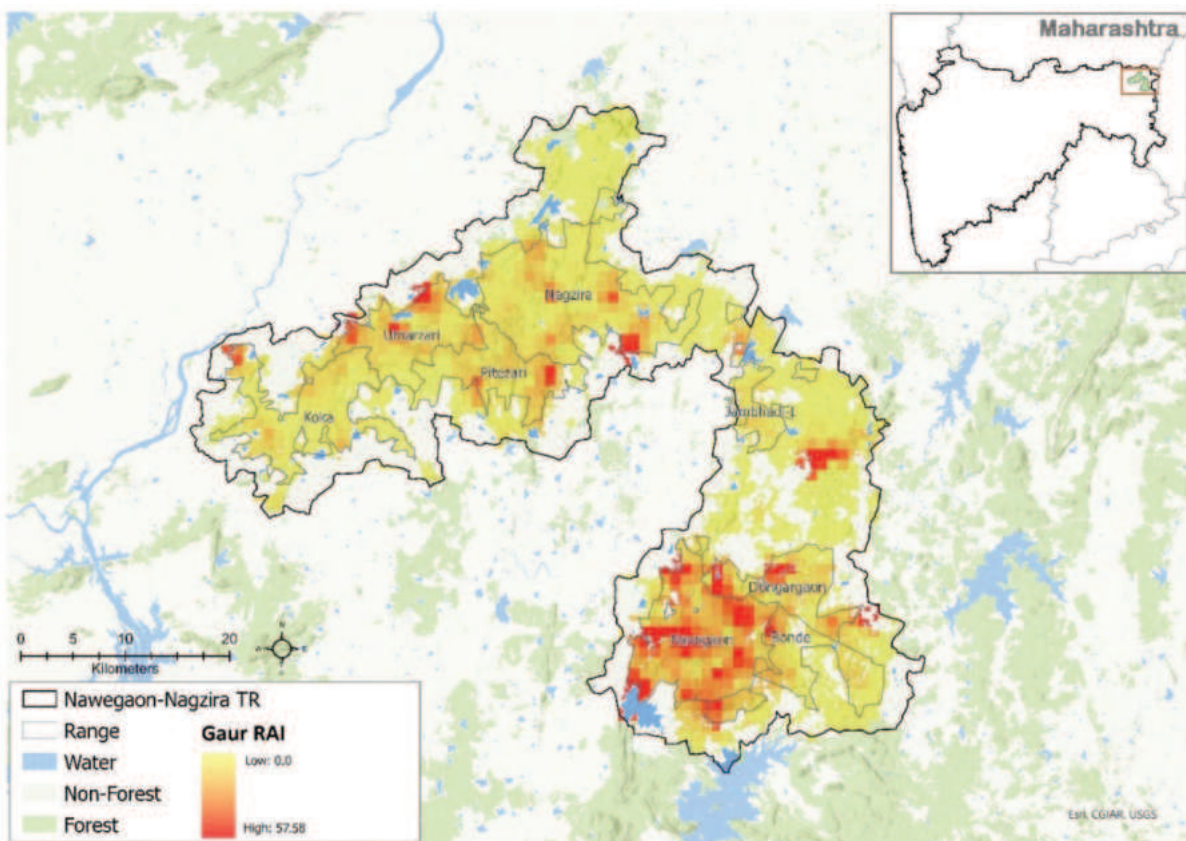 Maharashtra
Nagzira
Umarzari
Pitezari
Koka
Dongargaon
Bonde
0 10 20
Kilometers
N
W E
S
Nawegaon-Nagzira TR
Range
Water
Non-Forest
Forest
Gaur RAI
Low: 0.0
High: 57.58
Esri, CGIAR, USGS